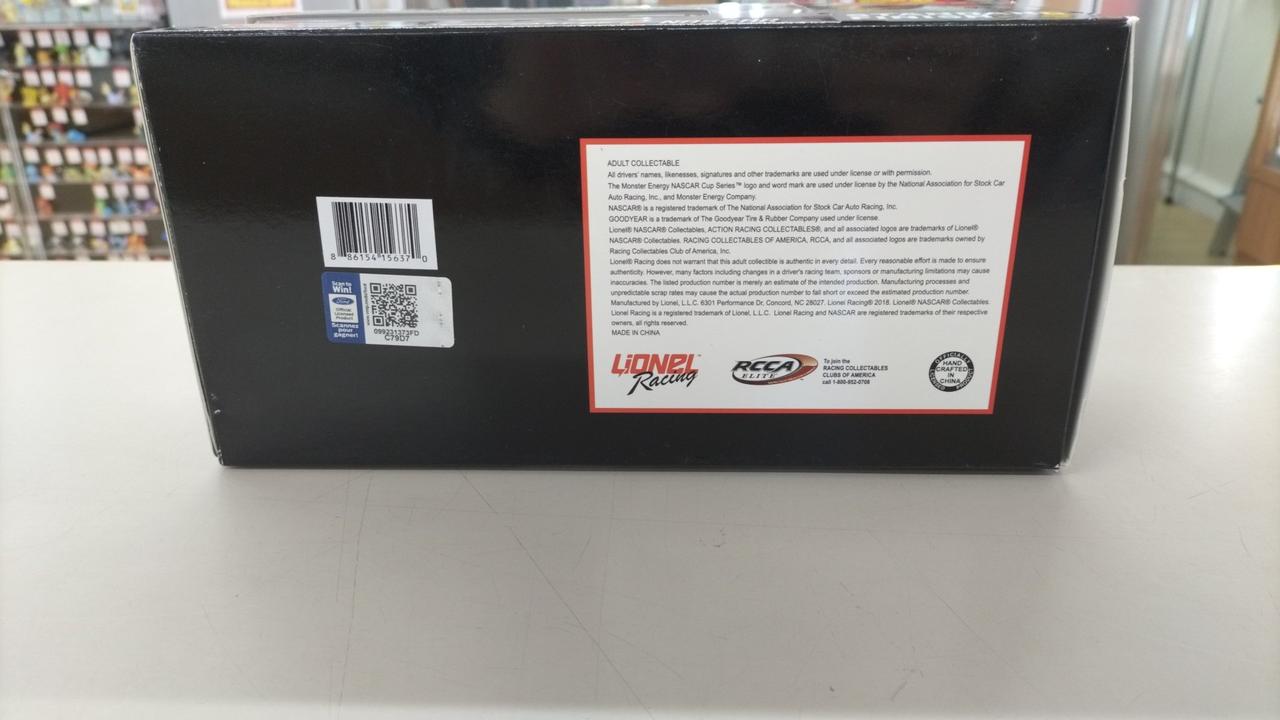 8 86154 15637 0
Scan to
Win!
Ford
Official
Licensed
Product
Scannez
pour
gagner!
099231373FD
C79D7
ADULT COLLECTABLE
All drivers' names, likenesses, signatures and other trademarks are used under license or with permission.
The Monster Energy NASCAR Cup Series™ logo and word mark are used under license by the National Association for Stock Car
Auto Racing, Inc., and Monster Energy Company.
NASCAR® is a registered trademark of The National Association for Stock Car Auto Racing, Inc.
GOODYEAR is a trademark of The Goodyear Tire & Rubber Company used under license.
Lionel® NASCAR® Collectables, ACTION RACING COLLECTABLES®, and all associated logos are trademarks of Lionel®
NASCAR® Collectables. RACING COLLECTABLES OF AMERICA, RCCA, and all associated logos are trademarks owned by
Racing Collectables Club of America, Inc.
Lionel® Racing does not warrant that this adult collectible is authentic in every detail. Every reasonable effort is made to ensure
authenticity. However, many factors including changes in a driver's racing team, sponsors or manufacturing limitations may cause
inaccuracies. The listed production number is merely an estimate of the intended production. Manufacturing processes and
unpredictable scrap rates may cause the actual production number to fall short or exceed the estimated production number.
Manufactured by Lionel, L.L.C. 6301 Performance Dr, Concord, NC 28027. Lionel Racing® 2018. Lionel® NASCAR® Collectables.
Lionel Racing is a registered trademark of Lionel, L.L.C. Lionel Racing and NASCAR are registered trademarks of their respective
owners, all rights reserved.
MADE IN CHINA
LIONEL™
Racing
RCCA
ELITE
To join the
RACING COLLECTABLES
CLUBS OF AMERICA
call 1-800-952-0708
OFFICIALLY
HAND
CRAFTED
IN
CHINA
LICENSED PRODUCT